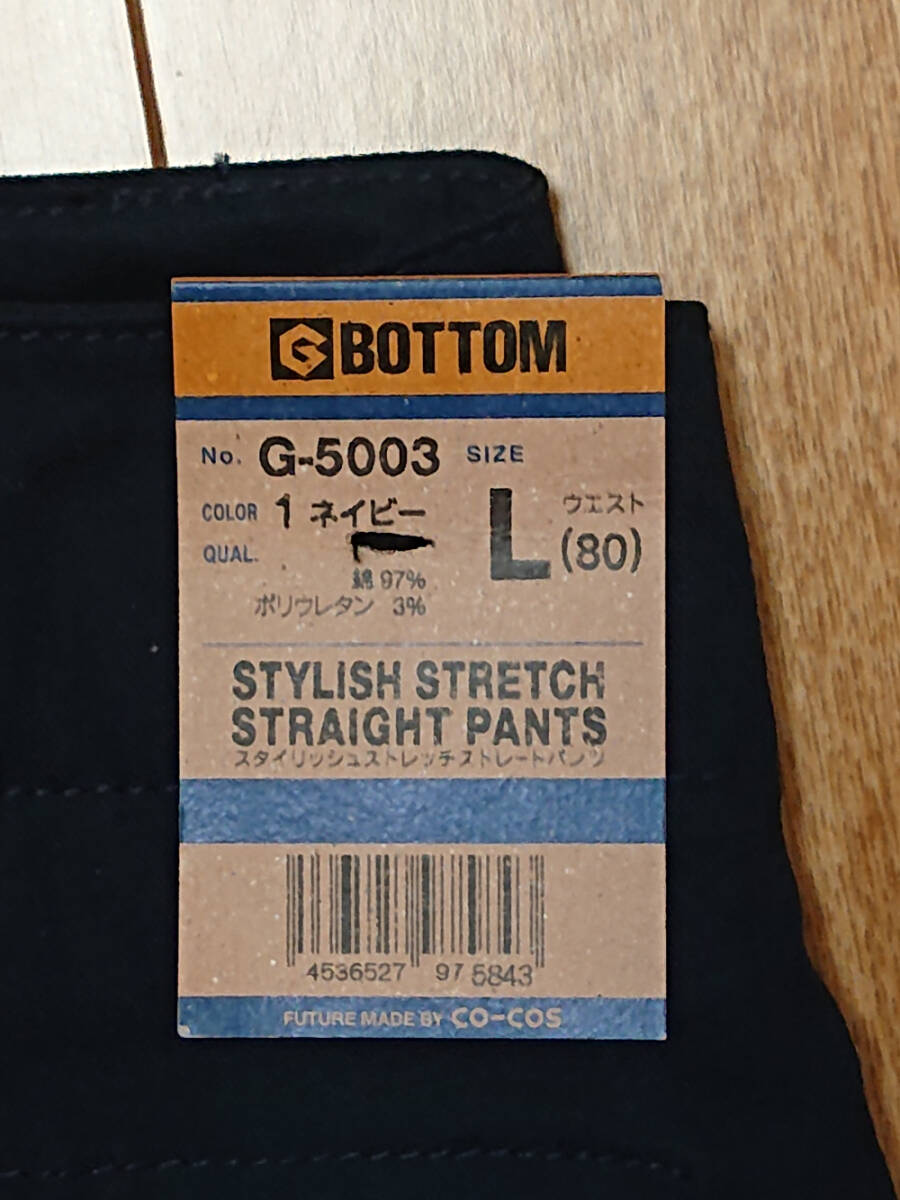 G BOTTOM
No. G-5003 SIZE
COLOR 1 ネイビー L ウエスト
(80)
QUAL.
綿 97%
ポリウレタン 3%
STYLISH STRETCH
STRAIGHT PANTS
スタイリッシュストレッチストレートパンツ
4536527 975843
FUTURE MADE BY CO-COS